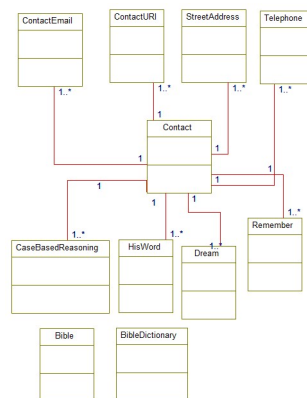 ContactEmail
ContactURI
StreetAddress
Telephone
1..*
1..*
1..*
1..*
1
1
Contact
1
1
1
1
1
1
1
1..*
1..*
1..*
1..
CaseBasedReasoning
HisWord
Dream
Remember
Bible
BibleDictionary